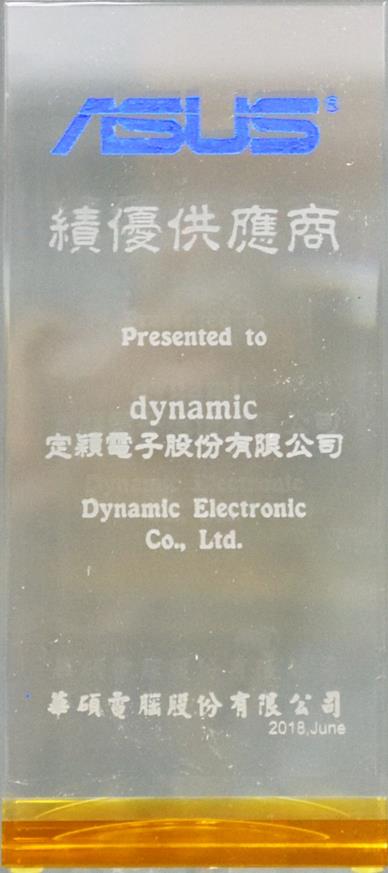 ASUS®
績優供應商
Presented to
dynamic
定穎電子股份有限公司
Dynamic Electronic
Co., Ltd.
華碩電腦股份有限公司
2018,June